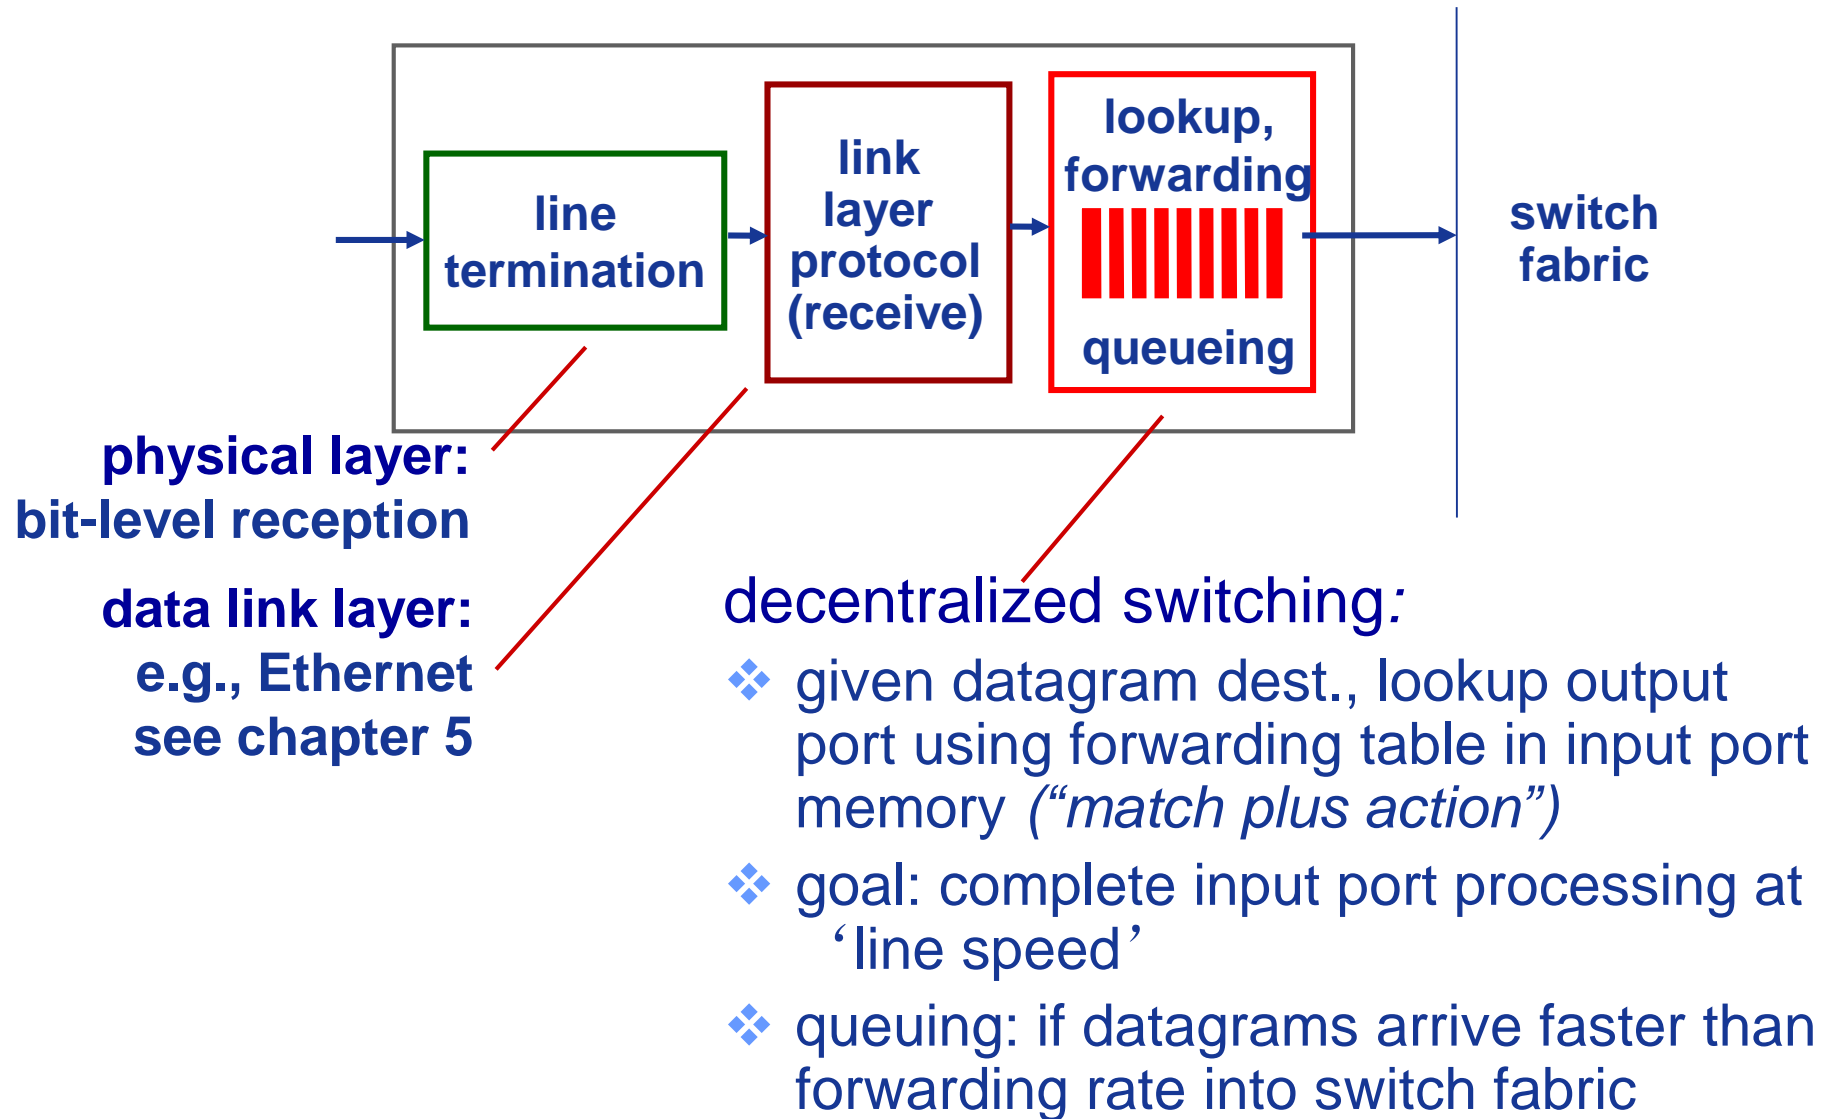 line
termination
link
layer
protocol
(receive)
lookup,
forwarding
queueing
switch
fabric
physical layer:
bit-level reception
data link layer:
e.g., Ethernet
see chapter 5
decentralized switching:
given datagram dest., lookup output
port using forwarding table in input port
memory (“match plus action”)
goal: complete input port processing at
‘line speed’
queuing: if datagrams arrive faster than
forwarding rate into switch fabric